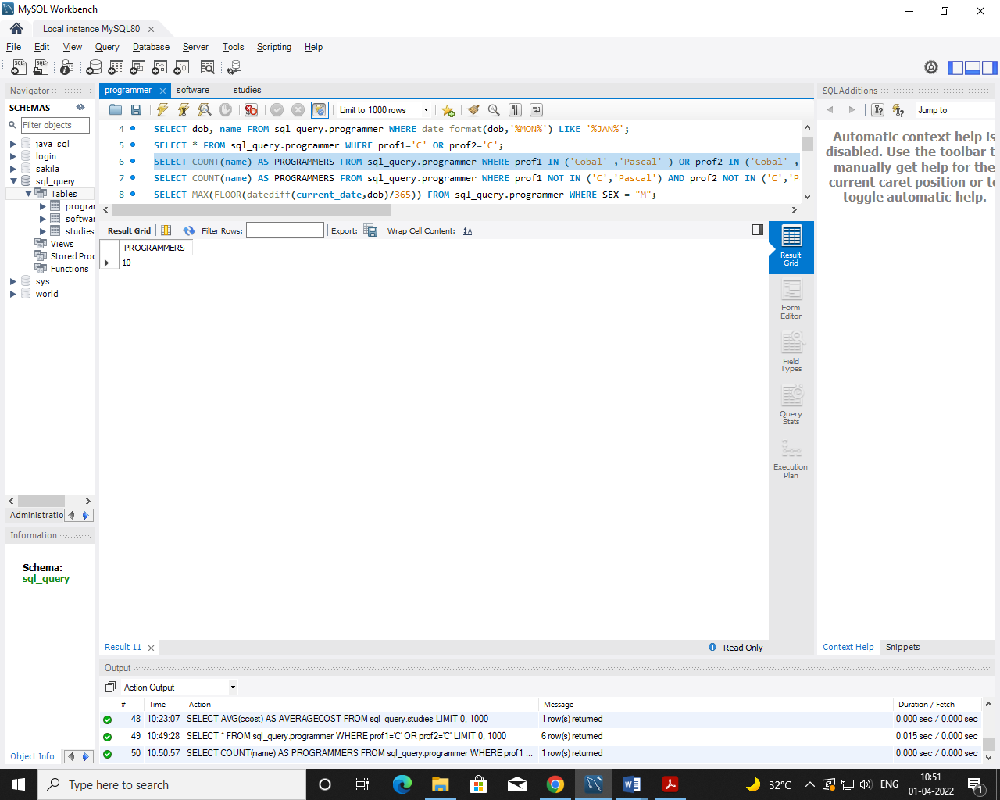 MySQL Workbench
Local instance MySQL80
File Edit View Query Database Server Tools Scripting Help
Navigator
SCHEMAS
Filter objects
java_sql
login
sakila
sql_query
Tables
prograr
softwar
studies
Views
Stored Proc
Functions
sys
world
Administratio
Information
Schema:
sql_query
Object Info
programmer software studies
Limit to 1000 rows
4 SELECT dob, name FROM sql_query.programmer WHERE date_format(dob,'%MON%') LIKE '%JAN%';
5 SELECT * FROM sql_query.programmer WHERE prof1='C' OR prof2='C';
6 SELECT COUNT(name) AS PROGRAMMERS FROM sql_query.programmer WHERE prof1 IN ('Cobal' ,'Pascal' ) OR prof2 IN ('Cobal' ,
7 SELECT COUNT(name) AS PROGRAMMERS FROM sql_query.programmer WHERE prof1 NOT IN ('C','Pascal') AND prof2 NOT IN ('C','P
8 SELECT MAX(FLOOR(datediff(current_date,dob)/365)) FROM sql_query.programmer WHERE SEX = "M";
Result Grid Filter Rows: Export: Wrap Cell Content:
PROGRAMMERS
10
Result
Grid
Form
Editor
Field
Types
Query
Stats
Execution
Plan
Result 11
Read Only
SQLAdditions
Jump to
Automatic context help is
disabled. Use the toolbar t
manually get help for the
current caret position or to
toggle automatic help.
Context Help Snippets
Output
Action Output
# Time Action Message Duration / Fetch
48 10:23:07 SELECT AVG(ccost) AS AVERAGECOST FROM sql_query.studies LIMIT 0, 1000 1 row(s) returned 0.000 sec / 0.000 sec
49 10:49:28 SELECT * FROM sql_query.programmer WHERE prof1='C' OR prof2='C' LIMIT 0, 1000 6 row(s) returned 0.015 sec / 0.000 sec
50 10:50:57 SELECT COUNT(name) AS PROGRAMMERS FROM sql_query.programmer WHERE prof1 ... 1 row(s) returned 0.000 sec / 0.000 sec
Type here to search
32°C
ENG
10:51
01-04-2022
1